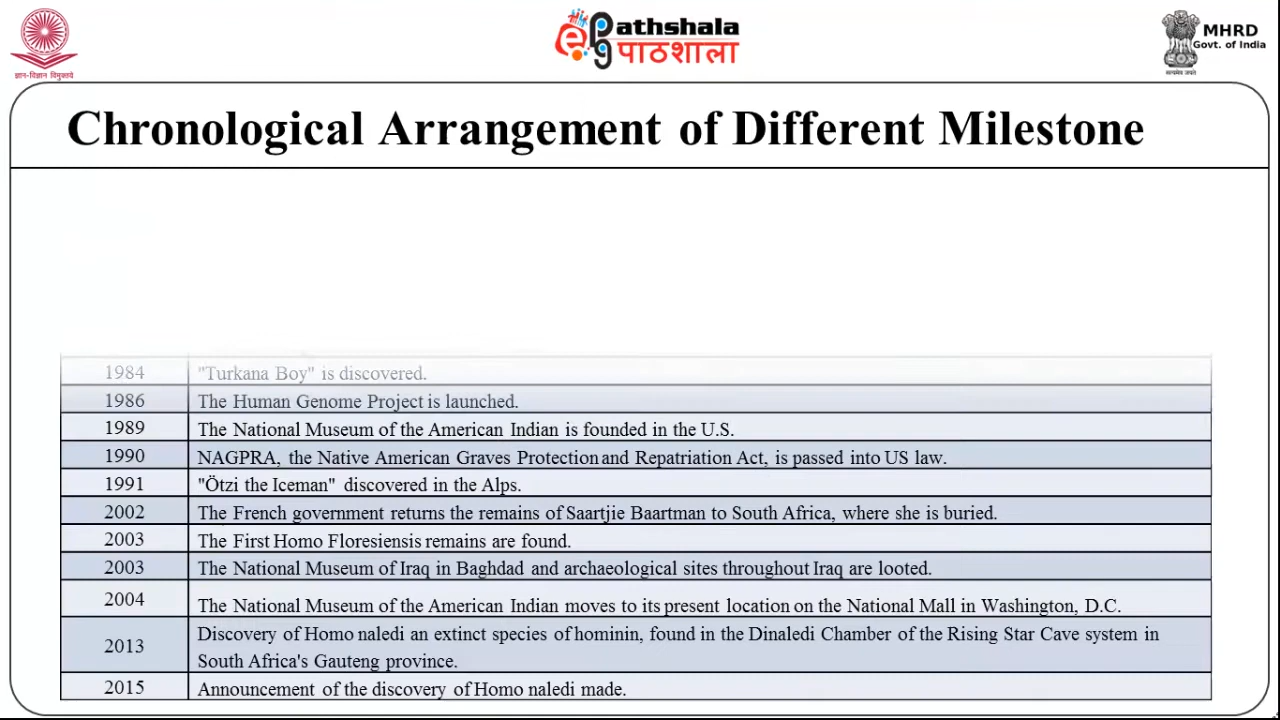 ज्ञान-विज्ञान विमुक्तये
ePathshala
पाठशाला
MHRD
Govt. of India
सत्यमेव जयते
Chronological Arrangement of Different Milestone
1984 "Turkana Boy" is discovered.
1986 The Human Genome Project is launched.
1989 The National Museum of the American Indian is founded in the U.S.
1990 NAGPRA, the Native American Graves Protection and Repatriation Act, is passed into US law.
1991 "Ötzi the Iceman" discovered in the Alps.
2002 The French government returns the remains of Saartjie Baartman to South Africa, where she is buried.
2003 The First Homo Floresiensis remains are found.
2003 The National Museum of Iraq in Baghdad and archaeological sites throughout Iraq are looted.
2004 The National Museum of the American Indian moves to its present location on the National Mall in Washington, D.C.
2013 Discovery of Homo naledi an extinct species of hominin, found in the Dinaledi Chamber of the Rising Star Cave system in
South Africa's Gauteng province.
2015 Announcement of the discovery of Homo naledi made.